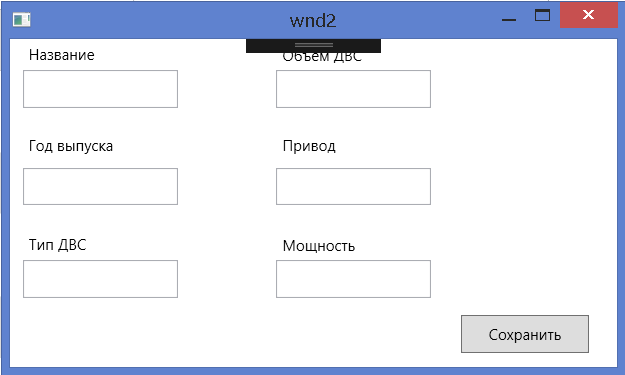 wnd2
Название
Объем ДВС
Год выпуска
Привод
Тип ДВС
Мощность
Сохранить